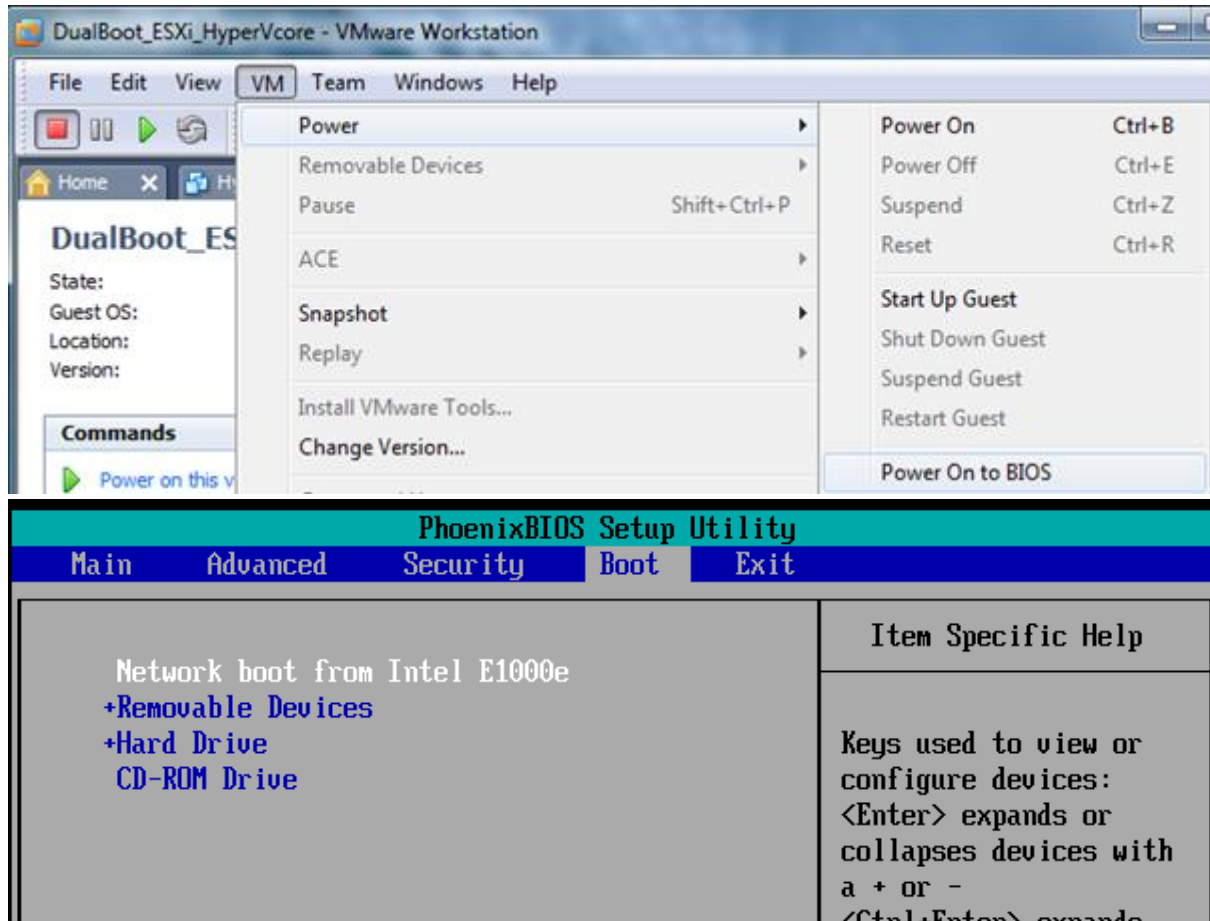 DualBoot_ESXi_HyperVcore - VMware Workstation
File Edit View VM Team Windows Help
Home
DualBoot_ES
State:
Guest OS:
Location:
Version:
Commands
Power on this v
Power
Removable Devices
Pause Shift+Ctrl+P
ACE
Snapshot
Replay
Install VMware Tools...
Change Version...
Power On Ctrl+B
Power Off Ctrl+E
Suspend Ctrl+Z
Reset Ctrl+R
Start Up Guest
Shut Down Guest
Suspend Guest
Restart Guest
Power On to BIOS
PhoenixBIOS Setup Utility
Main Advanced Security Boot Exit
Network boot from Intel E1000e
+Removable Devices
+Hard Drive
CD-ROM Drive
Item Specific Help
Keys used to view or
configure devices:
<Enter> expands or
collapses devices with
a + or -
<Ctrl+Enter> expands